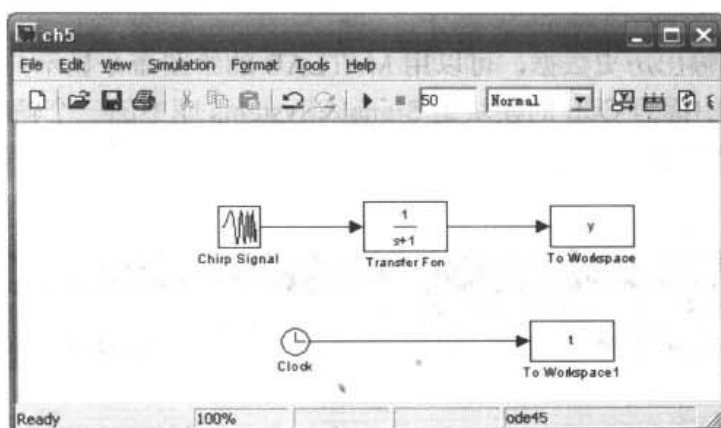 ch5
File Edit View Simulation Format Tools Help
50 Normal
1
s+1
y
Chirp Signal
Transfer Fcn
To Workspace
t
Clock
To Workspace1
Ready 100% ode45